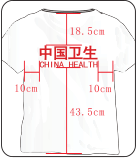 18.5cm
中国卫生
CHINA HEALTH
10cm 10cm
43.5cm